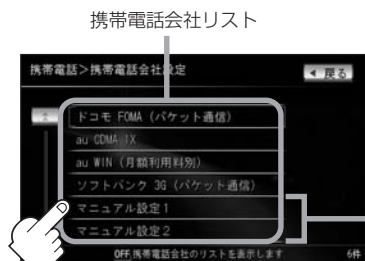 携帯電話会社リスト
携帯電話>携帯電話会社設定
戻る
ドコモ FOMA (パケット通信)
au CDMA 1X
au WIN (月額利用料別)
ソフトバンク 3G (パケット通信)
マニュアル設定1
マニュアル設定2
OFF 携帯電話会社のリストを表示します 6件